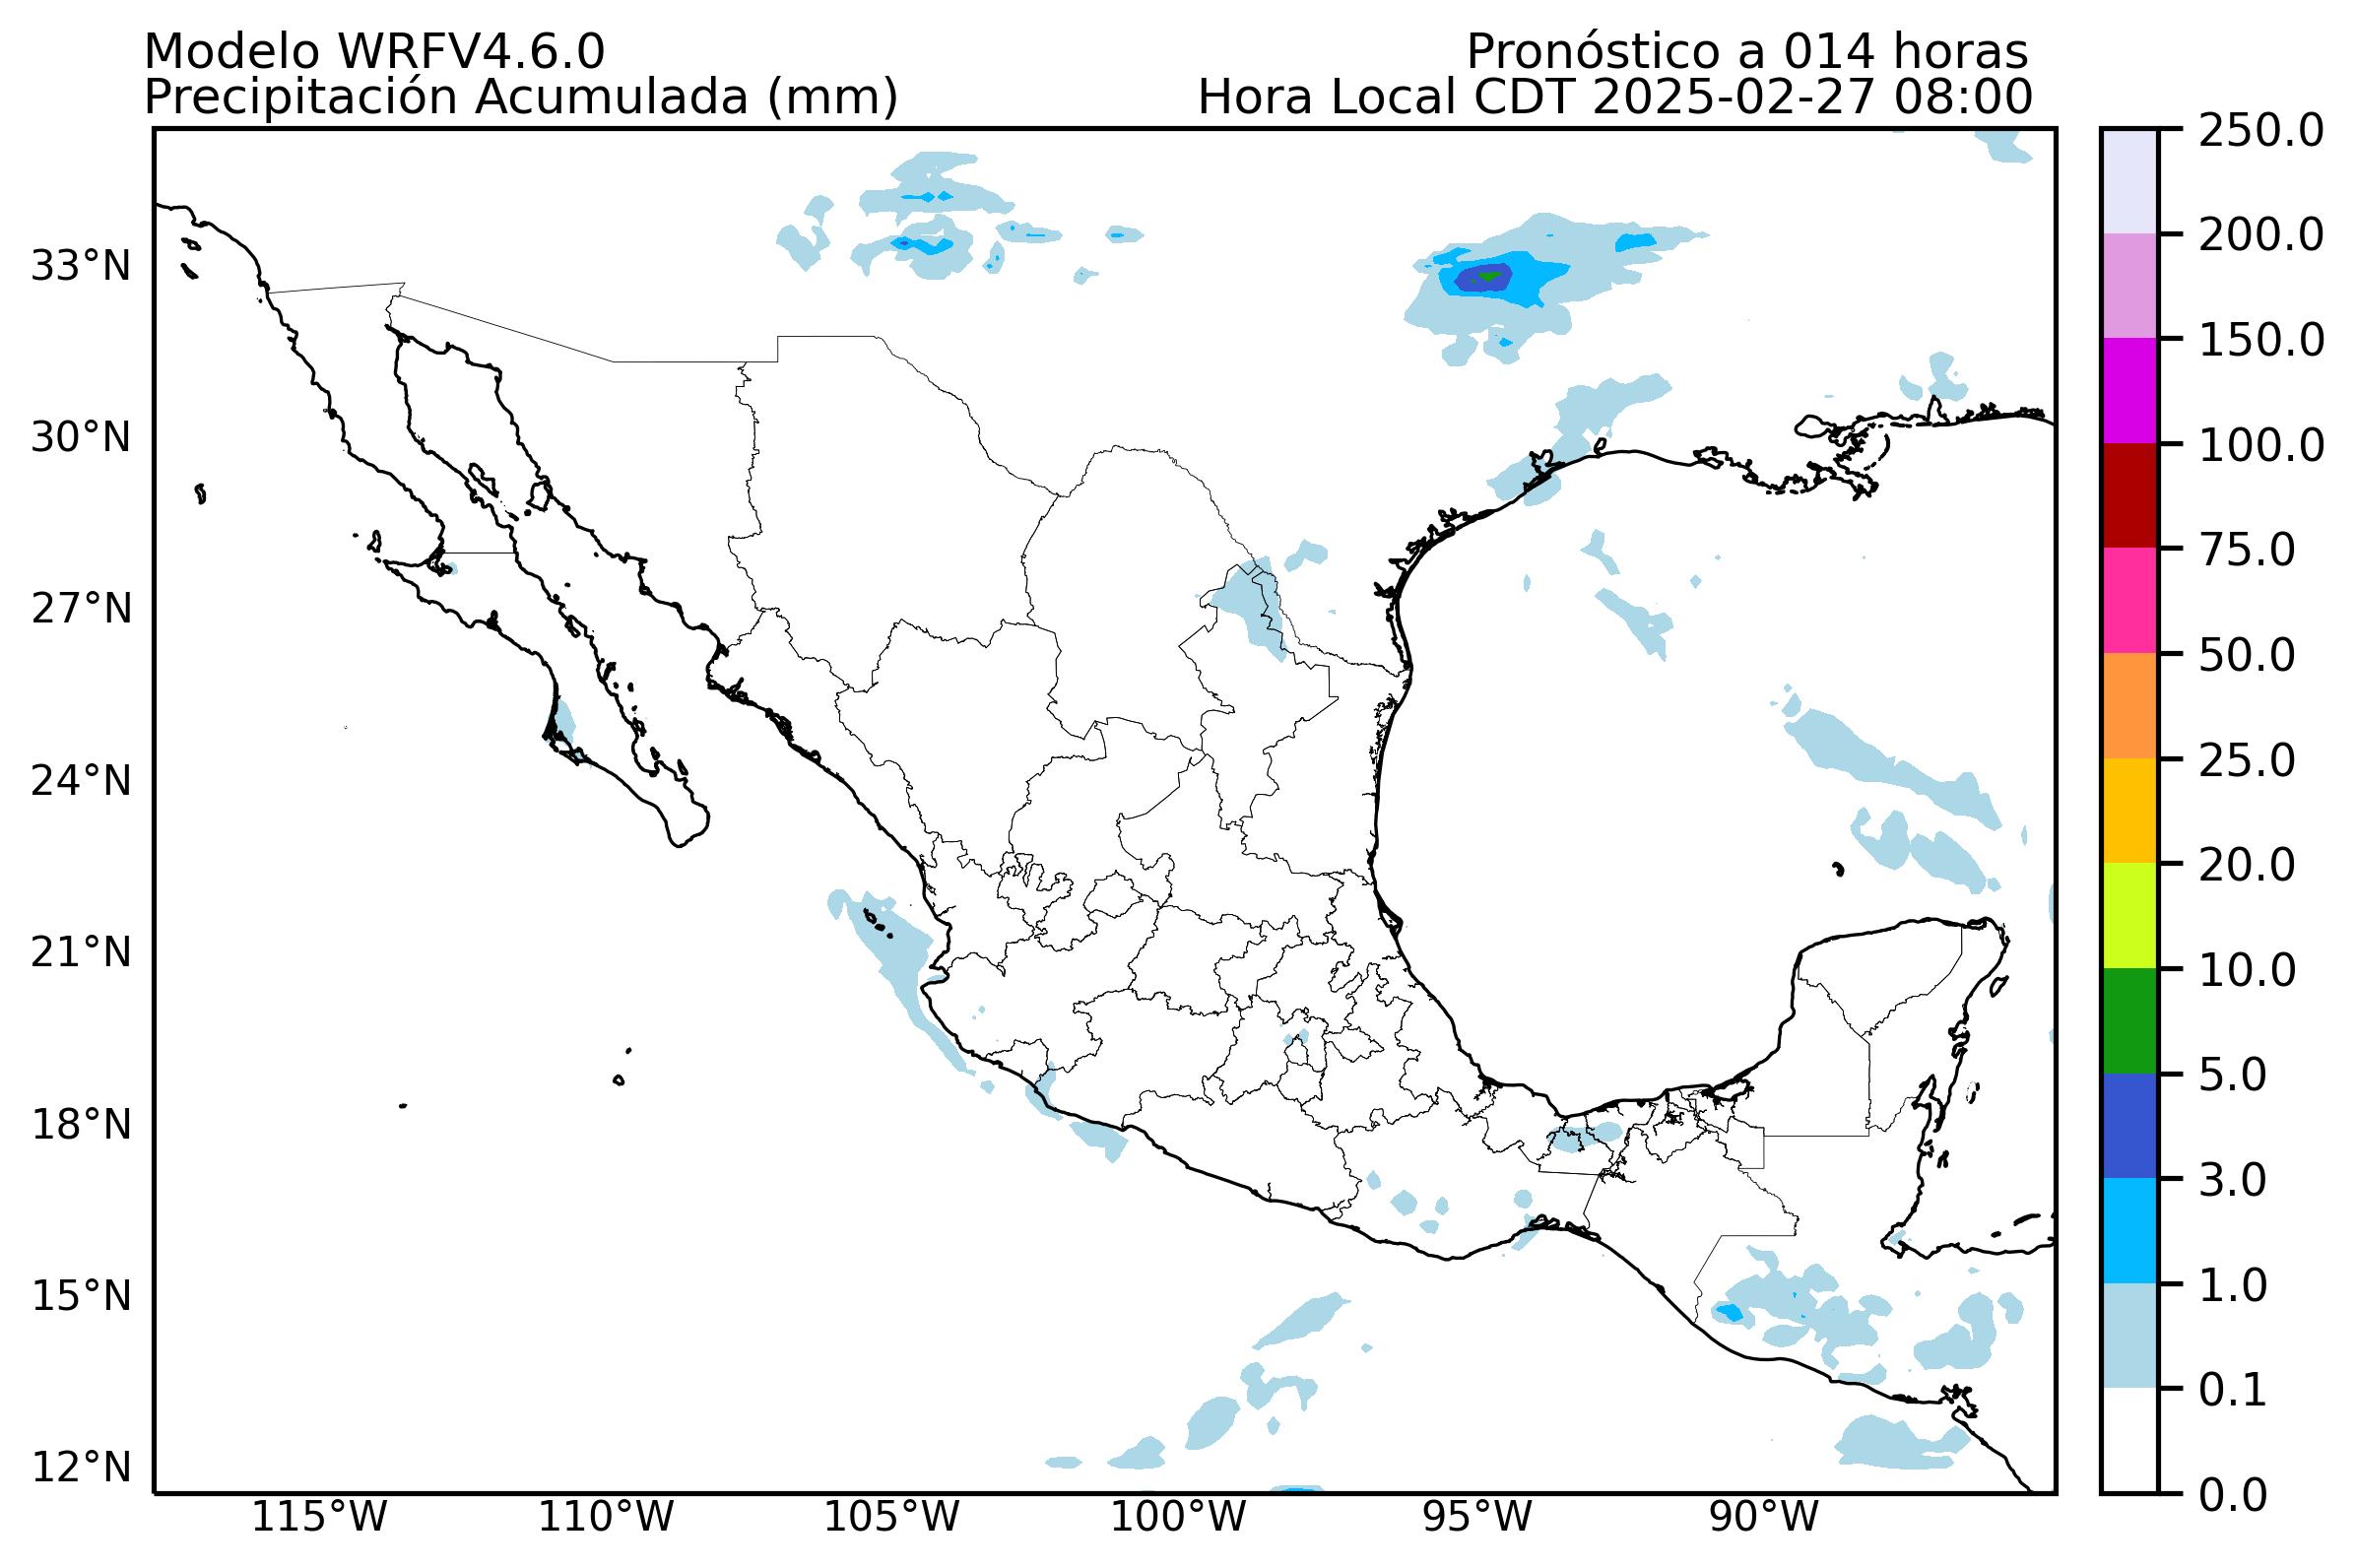 Modelo WRFV4.6.0
Pronóstico a 014 horas
Precipitación Acumulada (mm)
Hora Local CDT 2025-02-27 08:00
33°N
30°N
27°N
24°N
21°N
18°N
15°N
12°N
115°W
110°W
105°W
100°W
95°W
90°W
250.0
200.0
150.0
100.0
75.0
50.0
25.0
20.0
10.0
5.0
3.0
1.0
0.1
0.0